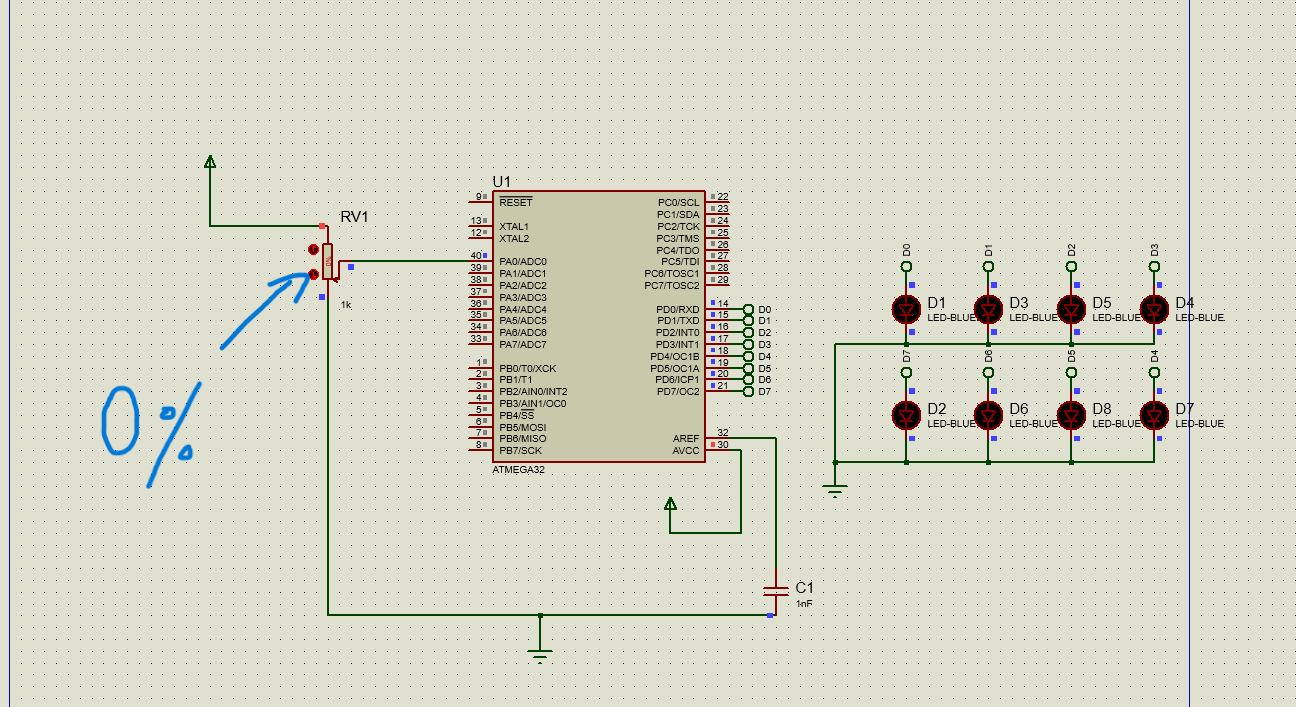 U1
RV1
0%
1k
0%
9 RESET
13 XTAL1
12 XTAL2
40 PA0/ADC0
39 PA1/ADC1
38 PA2/ADC2
37 PA3/ADC3
36 PA4/ADC4
35 PA5/ADC5
34 PA6/ADC6
33 PA7/ADC7
1 PB0/T0/XCK
2 PB1/T1
3 PB2/AIN0/INT2
4 PB3/AIN1/OC0
5 PB4/SS
6 PB5/MOSI
7 PB6/MISO
8 PB7/SCK
PC0/SCL 22
PC1/SDA 23
PC2/TCK 24
PC3/TMS 25
PC4/TDO 26
PC5/TDI 27
PC6/TOSC1 28
PC7/TOSC2 29
PD0/RXD 14 D0
PD1/TXD 15 D1
PD2/INT0 16 D2
PD3/INT1 17 D3
PD4/OC1B 18 D4
PD5/OC1A 19 D5
PD6/ICP1 20 D6
PD7/OC2 21 D7
AREF 32
AVCC 30
ATMEGA32
C1
1nF
D0 D1 D2 D3
D1 D3 D5 D4
LED-BLUE LED-BLUE LED-BLUE LED-BLUE
D7 D6 D5 D4
D2 D6 D8 D7
LED-BLUE LED-BLUE LED-BLUE LED-BLUE